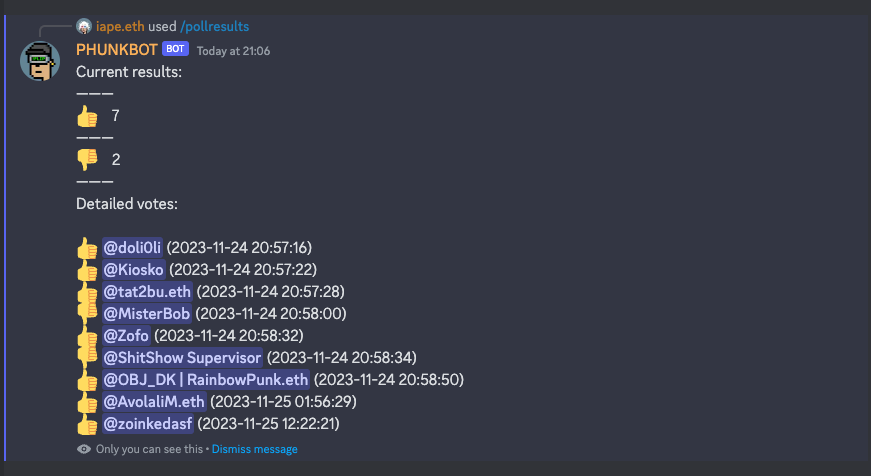 iape.eth used /pollresults
PHUNKBOT BOT Today at 21:06
Current results:
———
👍 7
———
👎 2
———
Detailed votes:
👍 @doli0li (2023-11-24 20:57:16)
👍 @Kiosko (2023-11-24 20:57:22)
👍 @tat2bu.eth (2023-11-24 20:57:28)
👎 @MisterBob (2023-11-24 20:58:00)
👍 @Zofo (2023-11-24 20:58:32)
👎 @ShitShow Supervisor (2023-11-24 20:58:34)
👍 @OBJ_DK | RainbowPunk.eth (2023-11-24 20:58:50)
👍 @AvolaliM.eth (2023-11-25 01:56:29)
👍 @zoinkedasf (2023-11-25 12:22:21)
Only you can see this • Dismiss message